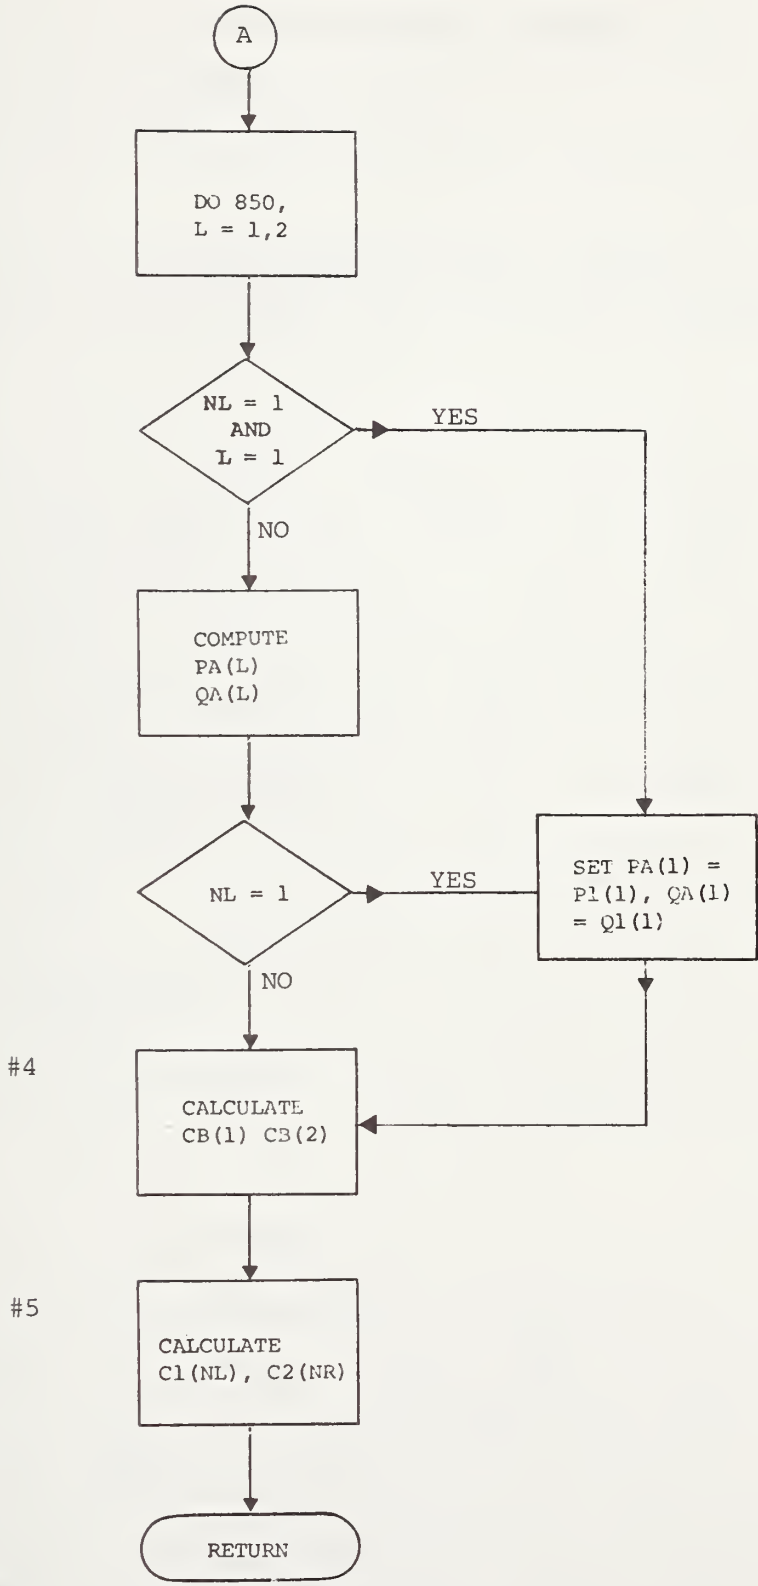 A
DO 850,
L = 1,2
NL = 1
AND
L = 1
YES
NO
COMPUTE
PA(L)
QA(L)
NL = 1
YES
SET PA(1) =
P1(1), QA(1)
= Q1(1)
NO
#4
CALCULATE
CB(1) CB(2)
#5
CALCULATE
C1(NL), C2(NR)
RETURN